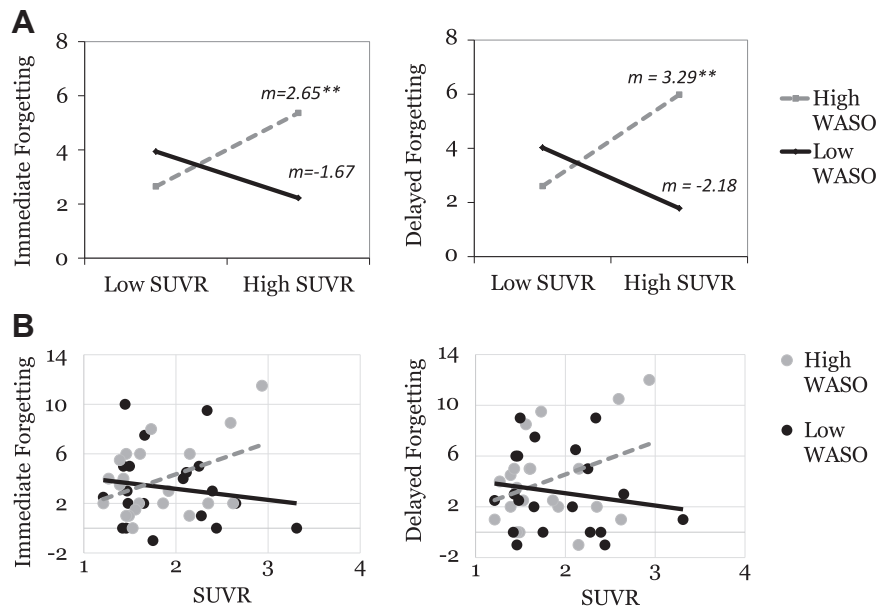 A
Immediate Forgetting
8
6
4
2
0
m=2.65**
m=-1.67
Low SUVR
High SUVR
Delayed Forgetting
8
6
4
2
0
m = 3.29**
m = -2.18
Low SUVR
High SUVR
High
WASO
Low
WASO
B
Immediate Forgetting
14
10
6
2
-2
1
2
3
4
SUVR
Delayed Forgetting
14
10
6
2
-2
1
2
3
4
SUVR
High
WASO
Low
WASO